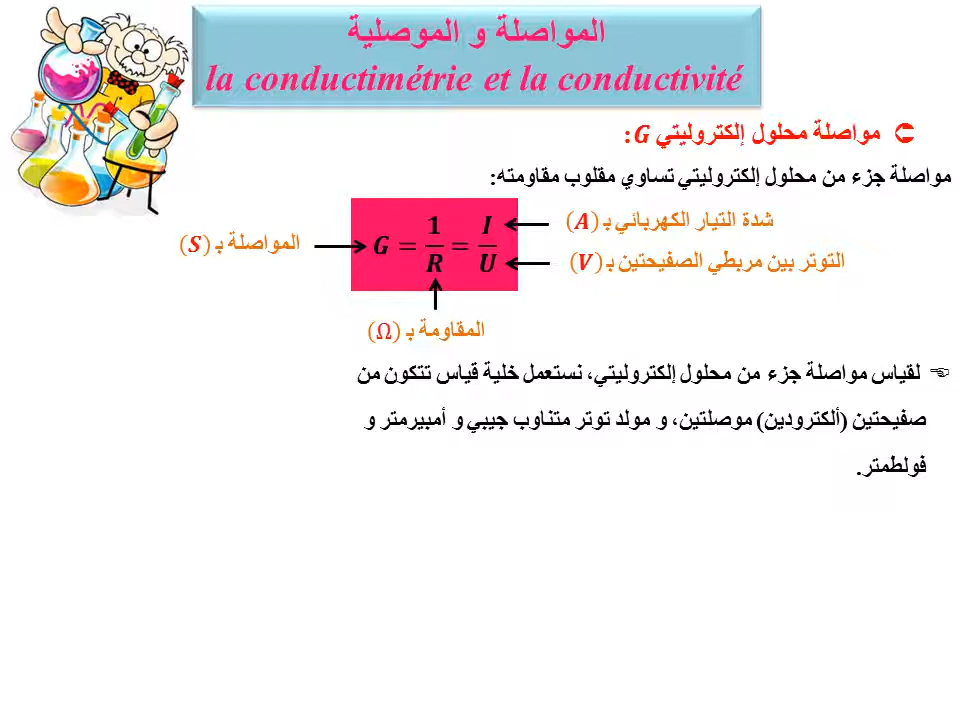 المواصلة و الموصلية
la conductimétrie et la conductivité
مواصلة محلول إلكتروليتي G:
مواصلة جزء من محلول إلكتروليتي تساوي مقلوب مقاومته:
شدة التيار الكهربائي بـ (A)
المواصلة بـ (S)
G = 1/R = I/U
التوتر بين مربطي الصفيحتين بـ (V)
المقاومة بـ (Ω)
لقياس مواصلة جزء من محلول إلكتروليتي، نستعمل خلية قياس تتكون من
صفيحتين (ألكترودين) موصلتين، و مولد توتر متناوب جيبي و أمبيرمتر و
فولطمتر.